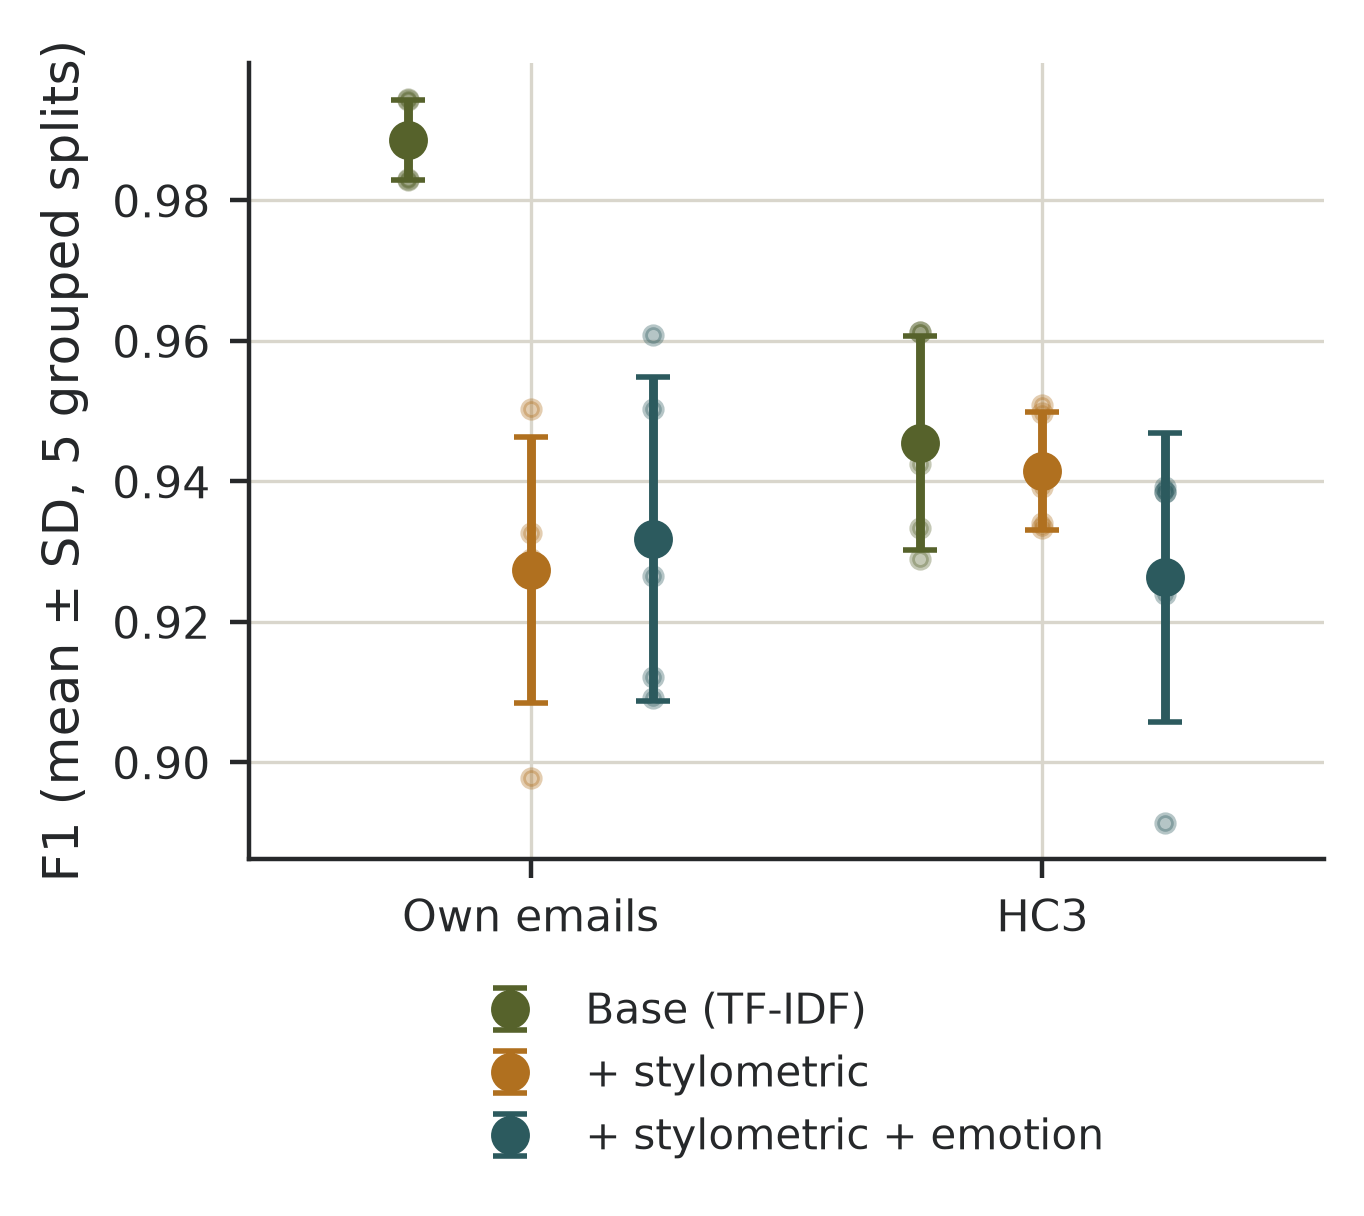 F1 (mean ± SD, 5 grouped splits)
0.98
0.96
0.94
0.92
0.90
Own emails
HC3
Base (TF-IDF)
+ stylometric
+ stylometric + emotion